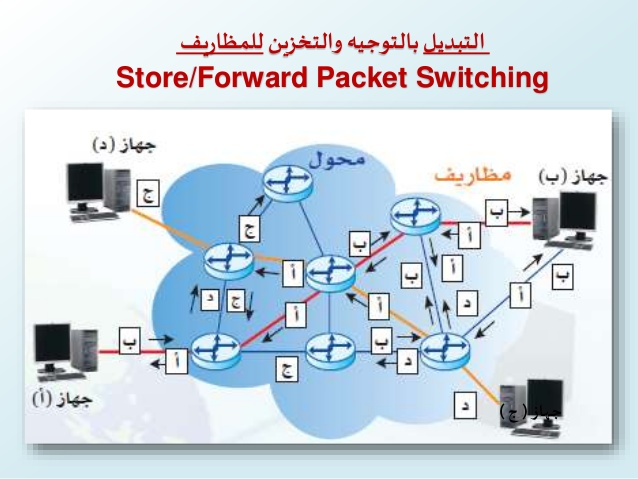 التبديل بالتوجيه والتخزين للمظاريف
Store/Forward Packet Switching
جهاز (د)
محول
مظاريف
جهاز (ب)
ج
ب
أ
ج
ب
أ
أ
ب
ب
أ
د
ج
أ
أ
د
ب
ب
أ
د
ج
جهاز (أ)
د
جهاز (ج)